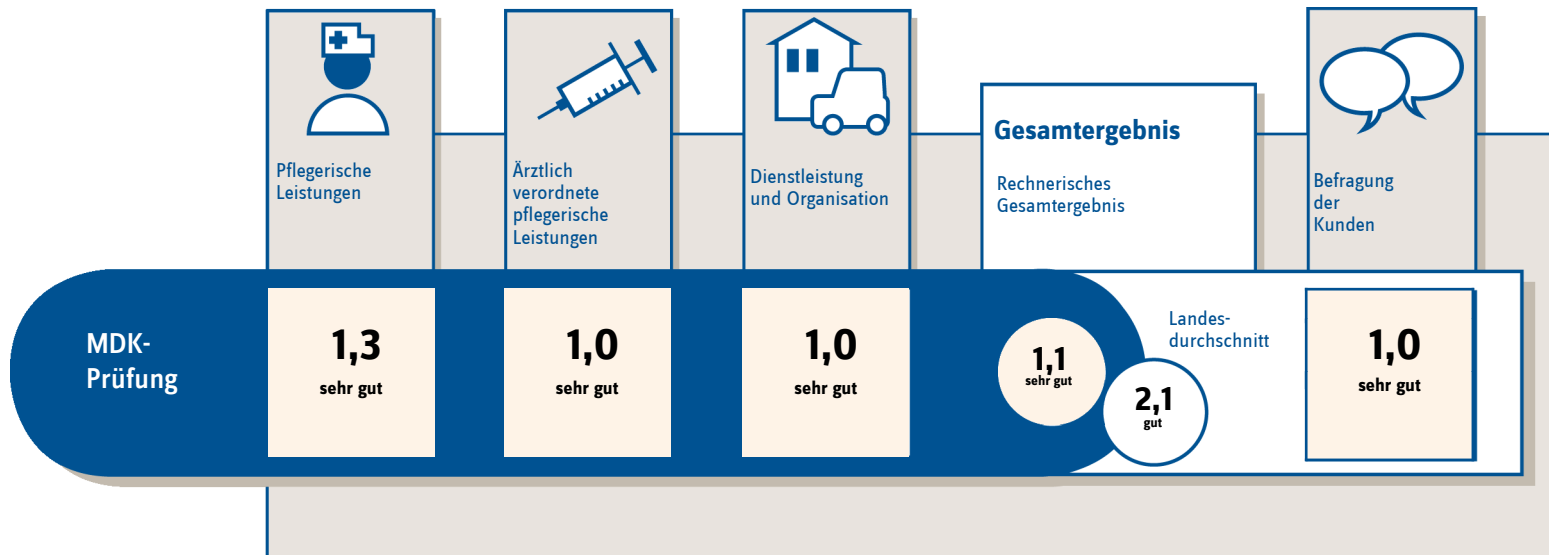 Pflegerische
Leistungen
Ärztlich
verordnete
pflegerische
Leistungen
Dienstleistung
und Organisation
Gesamtergebnis
Rechnerisches
Gesamtergebnis
Befragung
der
Kunden
MDK-
Prüfung
1,3
sehr gut
1,0
sehr gut
1,0
sehr gut
1,1
sehr gut
Landes-
durchschnitt
2,1
gut
1,0
sehr gut